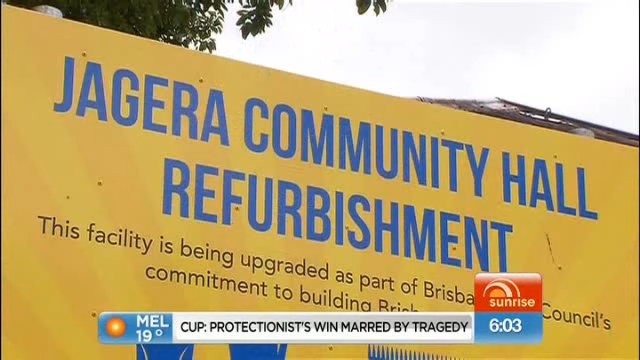 JAGERA COMMUNITY HALL
REFURBISHMENT
This facility is being upgraded as part of Council's
commitment to building
sunrise
MEL
19°
CUP: PROTECTIONIST'S WIN MARRED BY TRAGEDY
6:03